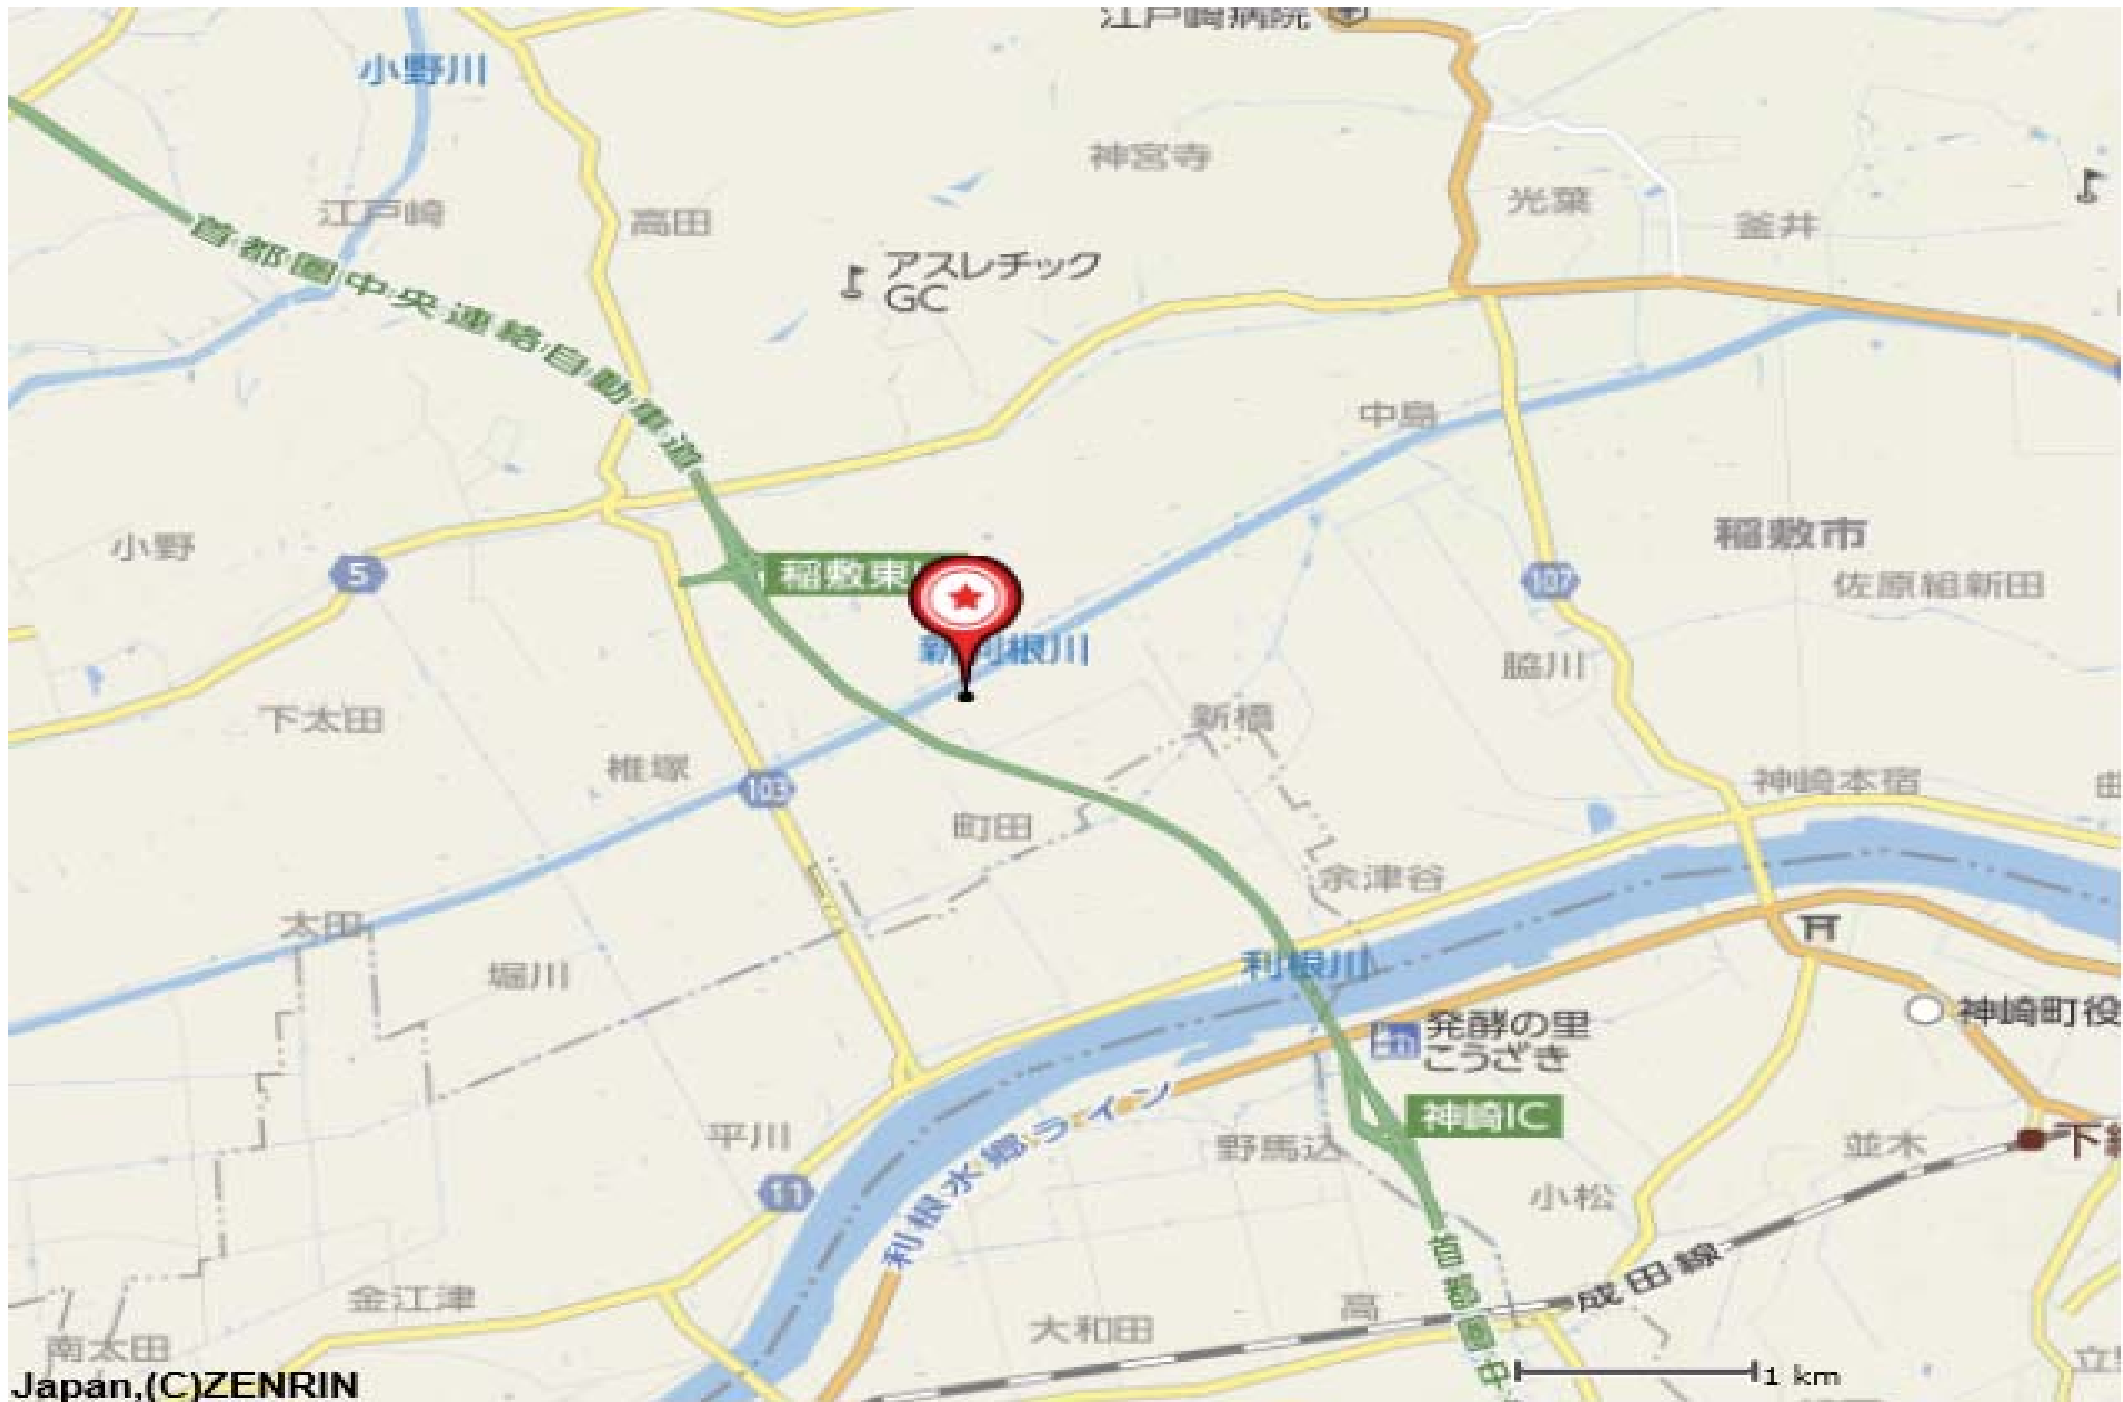 江戸崎病院
小野川
神宮寺
光葉
釜井
江戸崎
高田
首都圏中央連絡自動車道
アスレチック
GC
中島
稲敷市
小野
5
稲敷東
107
佐原組新田
新利根川
脇川
下太田
新橋
椎塚
103
神崎本宿
町田
余津谷
太田
堀川
利根川
神崎町役
発酵の里
こうざき
利根水郷ライン
神崎IC
平川
野馬込
並木
下総
11
小松
首都圏中
成田線
金江津
高
大和田
南太田
Japan,(C)ZENRIN
1 km